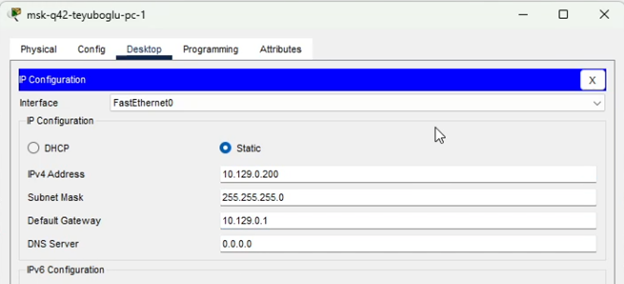 msk-q42-teyuboglu-pc-1
Physical Config Desktop Programming Attributes
IP Configuration X
Interface FastEthernet0
IP Configuration
DHCP Static
IPv4 Address 10.129.0.200
Subnet Mask 255.255.255.0
Default Gateway 10.129.0.1
DNS Server 0.0.0.0
IPv6 Configuration